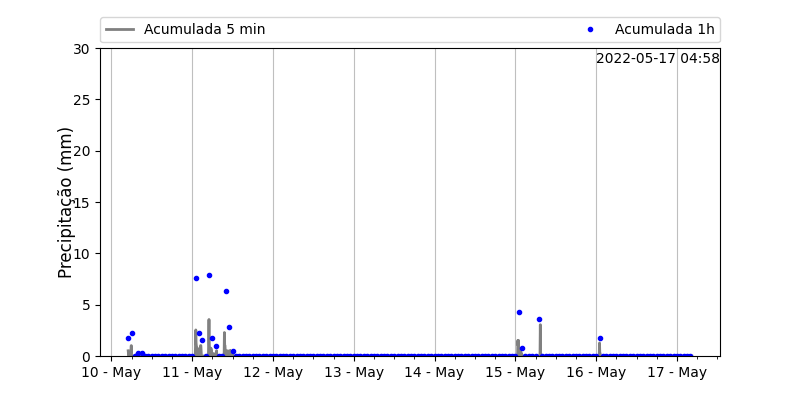 Acumulada 5 min
Acumulada 1h
2022-05-17 04:58
Precipitação (mm)
30
25
20
15
10
5
0
10 - May 11 - May 12 - May 13 - May 14 - May 15 - May 16 - May 17 - May